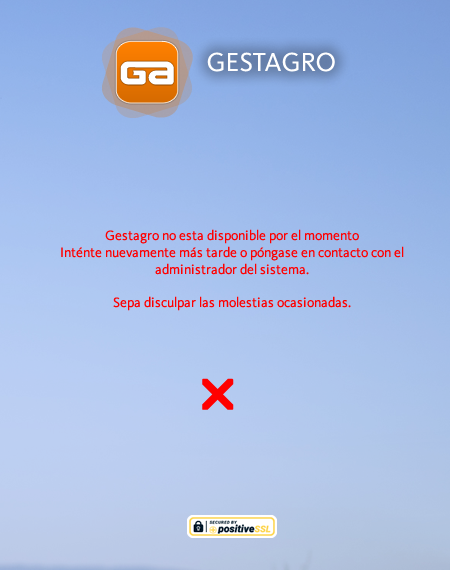 Ga
GESTAGRO
Gestagro no esta disponible por el momento
Inténte nuevamente más tarde o póngase en contacto con el
administrador del sistema.
Sepa disculpar las molestias ocasionadas.
SECURED BY
positiveSSL